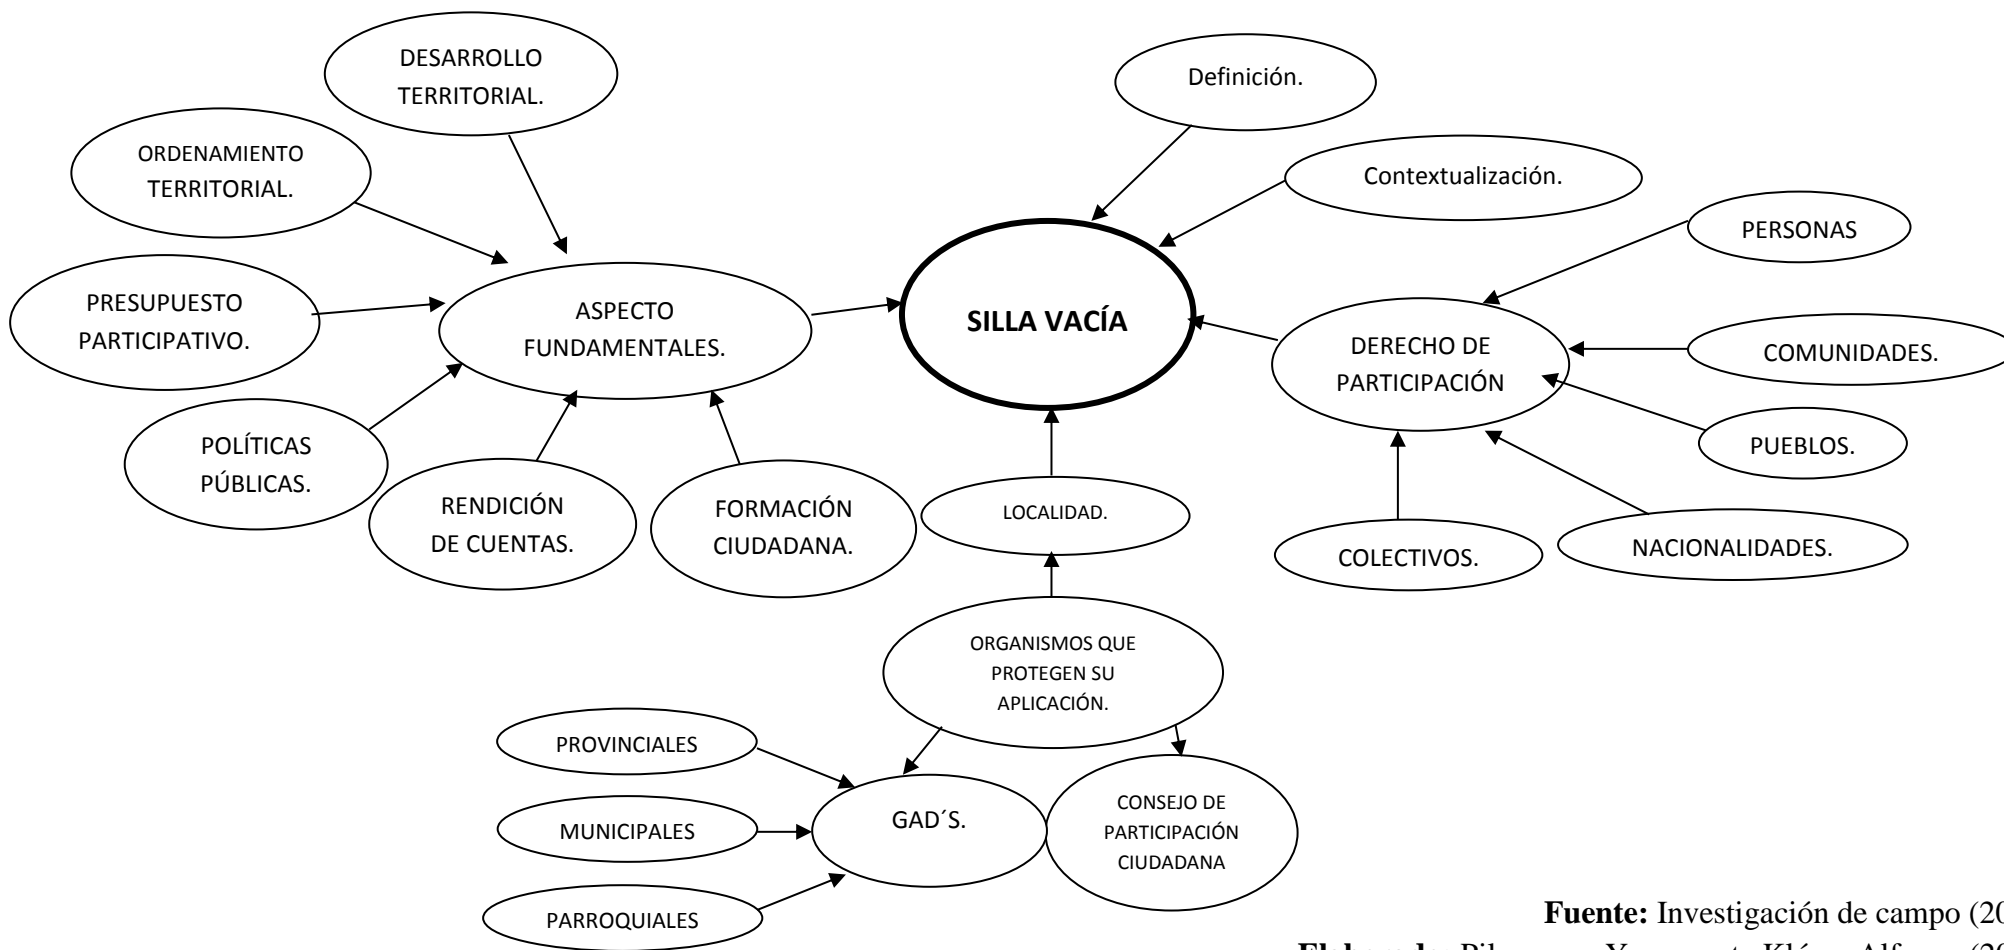 DESARROLLO
TERRITORIAL.
Definición.
ORDENAMIENTO
TERRITORIAL.
Contextualización.
PERSONAS
PRESUPUESTO
PARTICIPATIVO.
ASPECTO
FUNDAMENTALES.
SILLA VACÍA
DERECHO DE
PARTICIPACIÓN
COMUNIDADES.
POLÍTICAS
PÚBLICAS.
PUEBLOS.
RENDICIÓN
DE CUENTAS.
FORMACIÓN
CIUDADANA.
LOCALIDAD.
COLECTIVOS.
NACIONALIDADES.
ORGANISMOS QUE
PROTEGEN SU
APLICACIÓN.
PROVINCIALES
MUNICIPALES
PARROQUIALES
GAD´S.
CONSEJO DE
PARTICIPACIÓN
CIUDADANA
Fuente: Investigación de campo (20